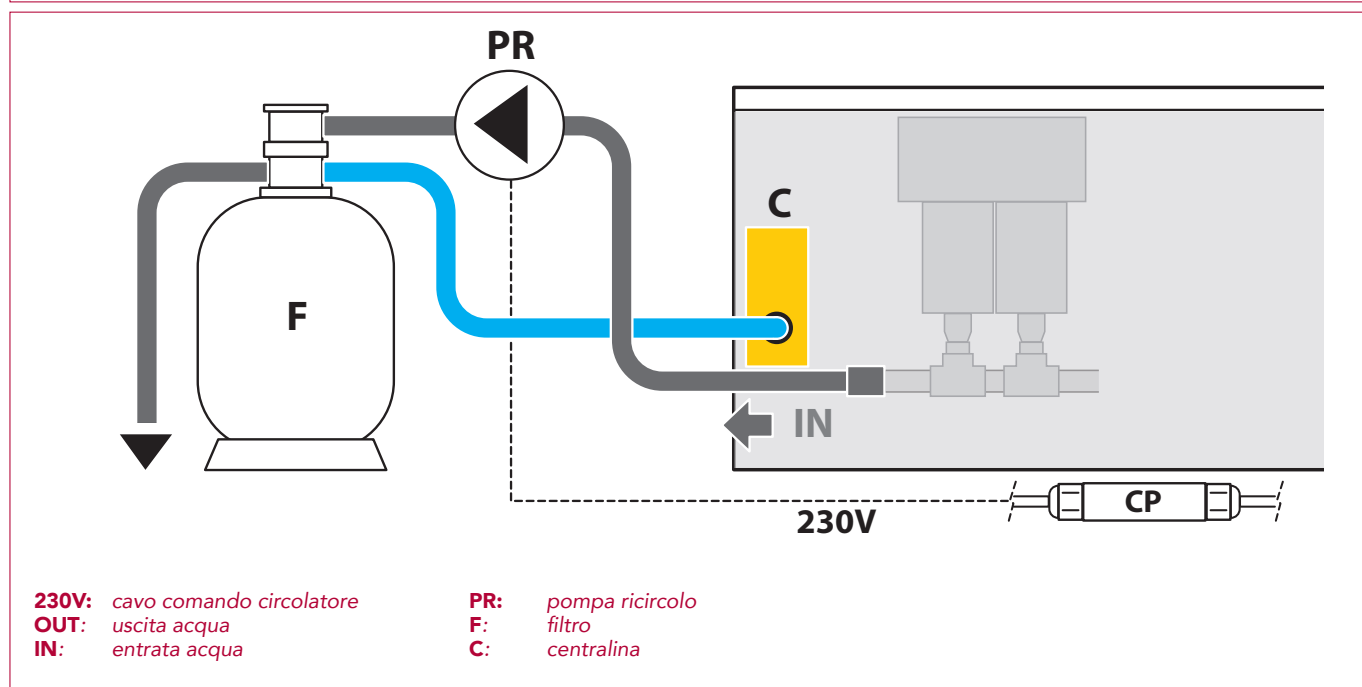 PR
C
F
IN
230V
CP
230V: cavo comando circolatore
OUT: uscita acqua
IN: entrata acqua
PR: pompa ricircolo
F: filtro
C: centralina